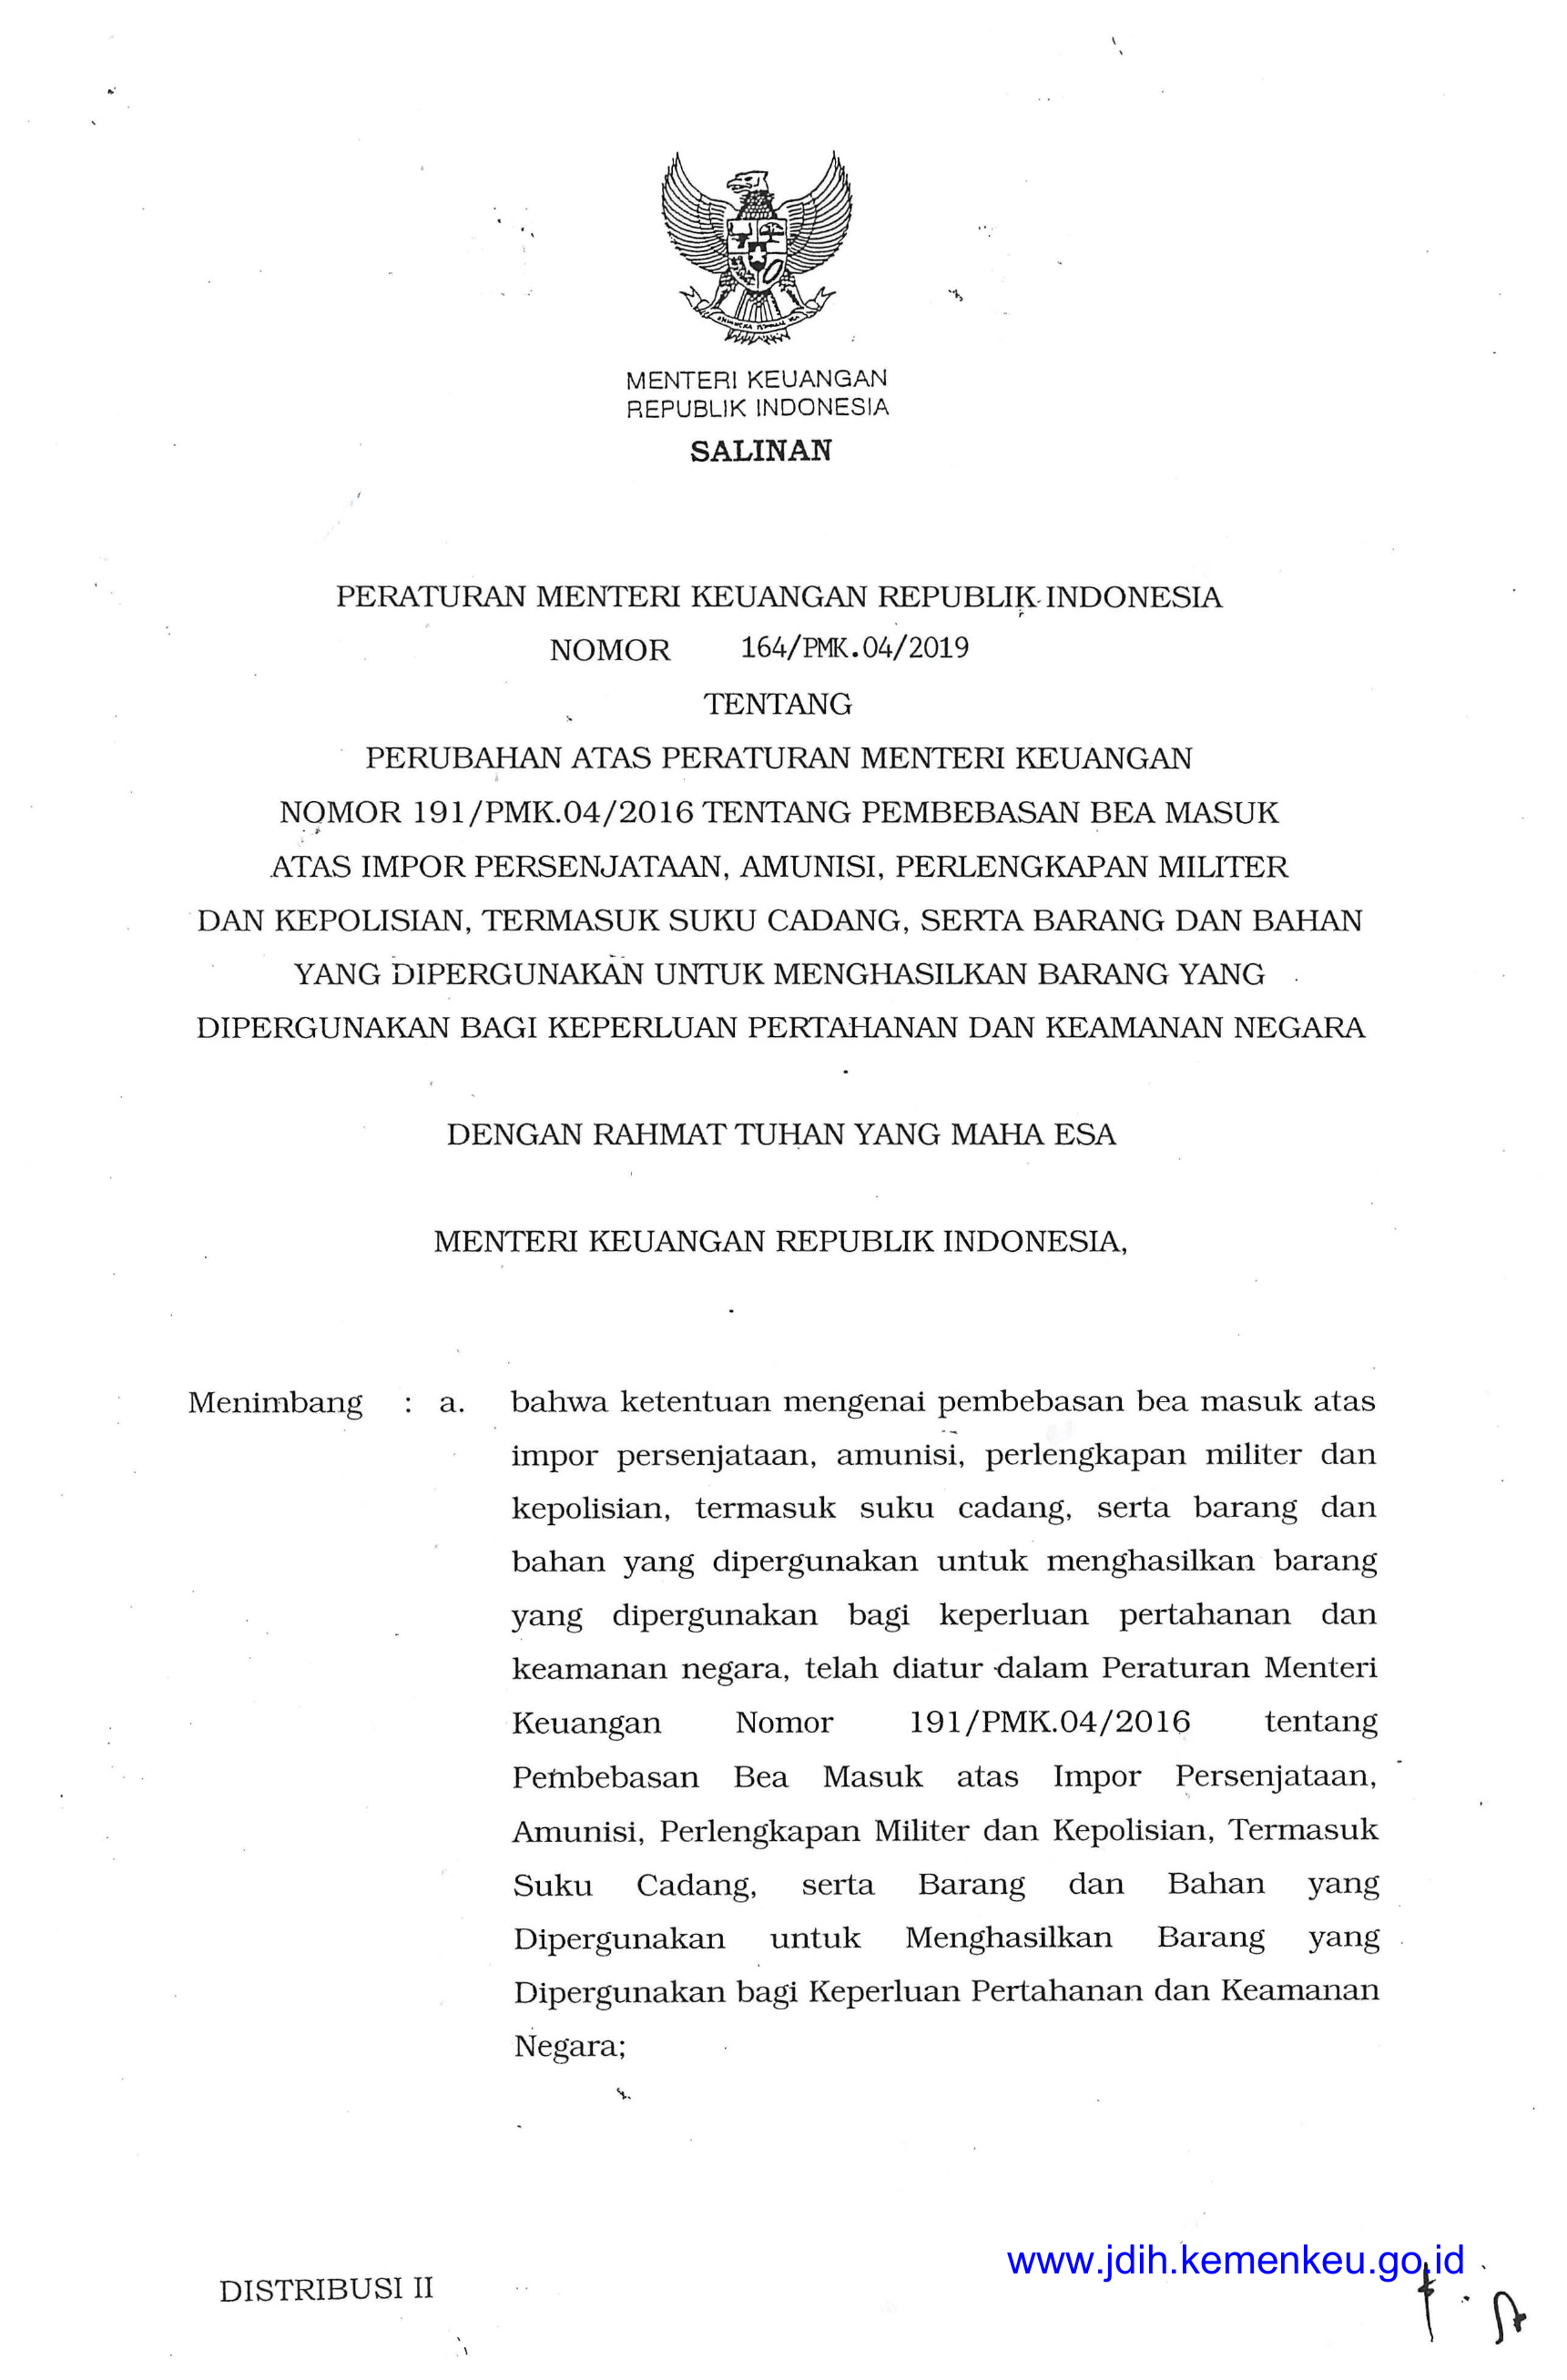 MENTERI KEUANGAN
REPUBLIK INDONESIA
SALINAN
PERATURAN MENTERI KEUANGAN REPUBLIK INDONESIA
NOMOR 164/PMK.04/2019
TENTANG
PERUBAHAN ATAS PERATURAN MENTERI KEUANGAN
NOMOR 191/PMK.04/2016 TENTANG PEMBEBASAN BEA MASUK
ATAS IMPOR PERSENJATAAN, AMUNISI, PERLENGKAPAN MILITER
DAN KEPOLISIAN, TERMASUK SUKU CADANG, SERTA BARANG DAN BAHAN
YANG DIPERGUNAKAN UNTUK MENGHASILKAN BARANG YANG
DIPERGUNAKAN BAGI KEPERLUAN PERTAHANAN DAN KEAMANAN NEGARA
DENGAN RAHMAT TUHAN YANG MAHA ESA
MENTERI KEUANGAN REPUBLIK INDONESIA,
Menimbang : a. bahwa ketentuan mengenai pembebasan bea masuk atas
impor persenjataan, amunisi, perlengkapan militer dan
kepolisian, termasuk suku cadang, serta barang dan
bahan yang dipergunakan untuk menghasilkan barang
yang dipergunakan bagi keperluan pertahanan dan
keamanan negara, telah diatur dalam Peraturan Menteri
Keuangan Nomor 191/PMK.04/2016 tentang
Pembebasan Bea Masuk atas Impor Persenjataan,
Amunisi, Perlengkapan Militer dan Kepolisian, Termasuk
Suku Cadang, serta Barang dan Bahan yang
Dipergunakan untuk Menghasilkan Barang yang
Dipergunakan bagi Keperluan Pertahanan dan Keamanan
Negara;
www.jdih.kemenkeu.go.id
DISTRIBUSI II